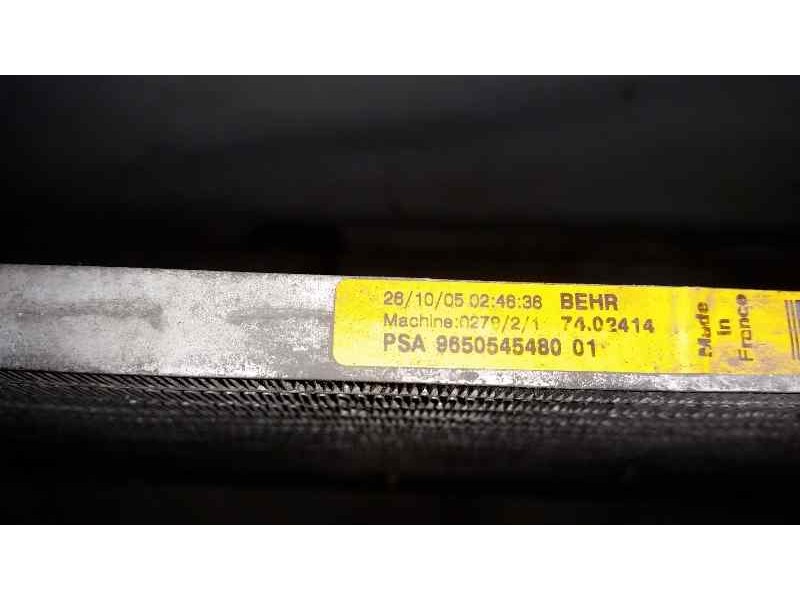 26/10/05 02:46:36 BEHR
Machine:0279/2/1 74.02414
PSA 9650545480 01
Made
in
France